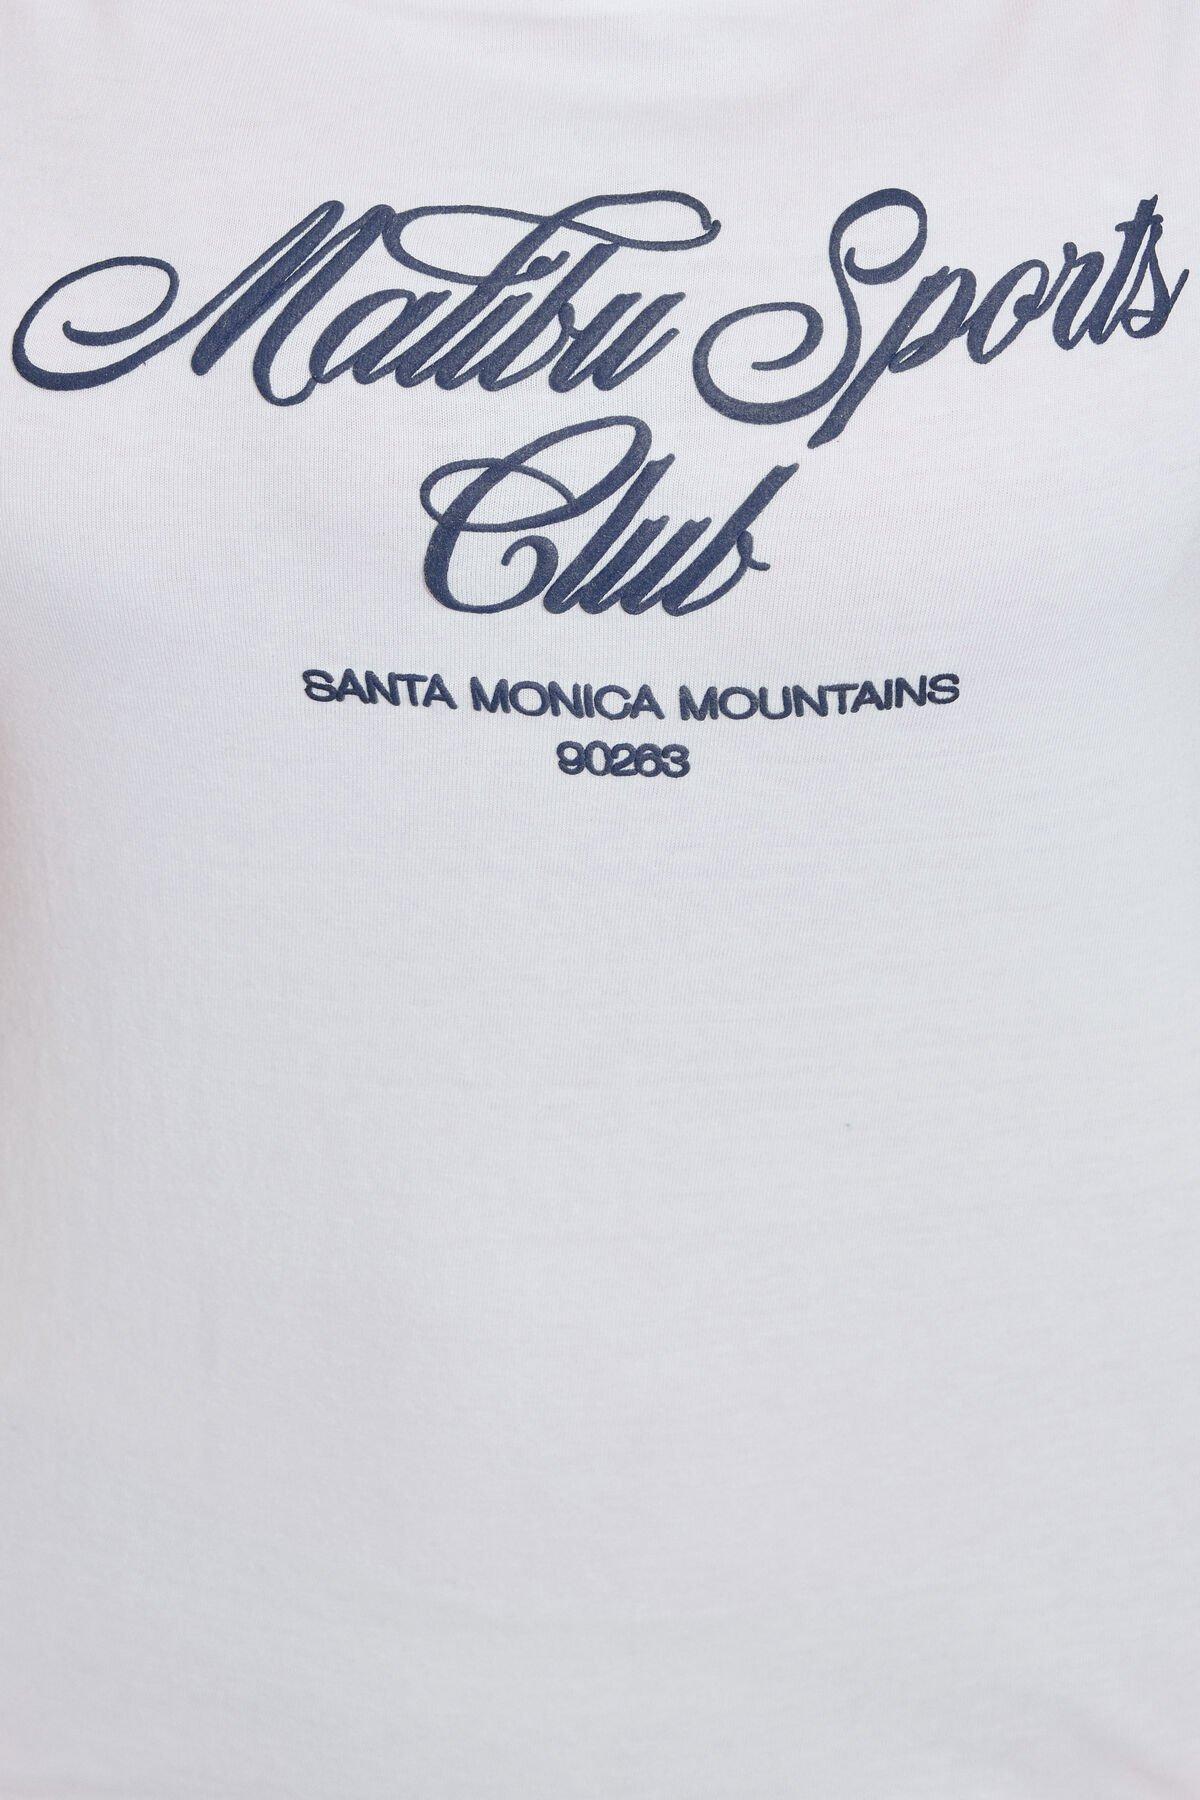 Malibu Sports
Club
SANTA MONICA MOUNTAINS
90263